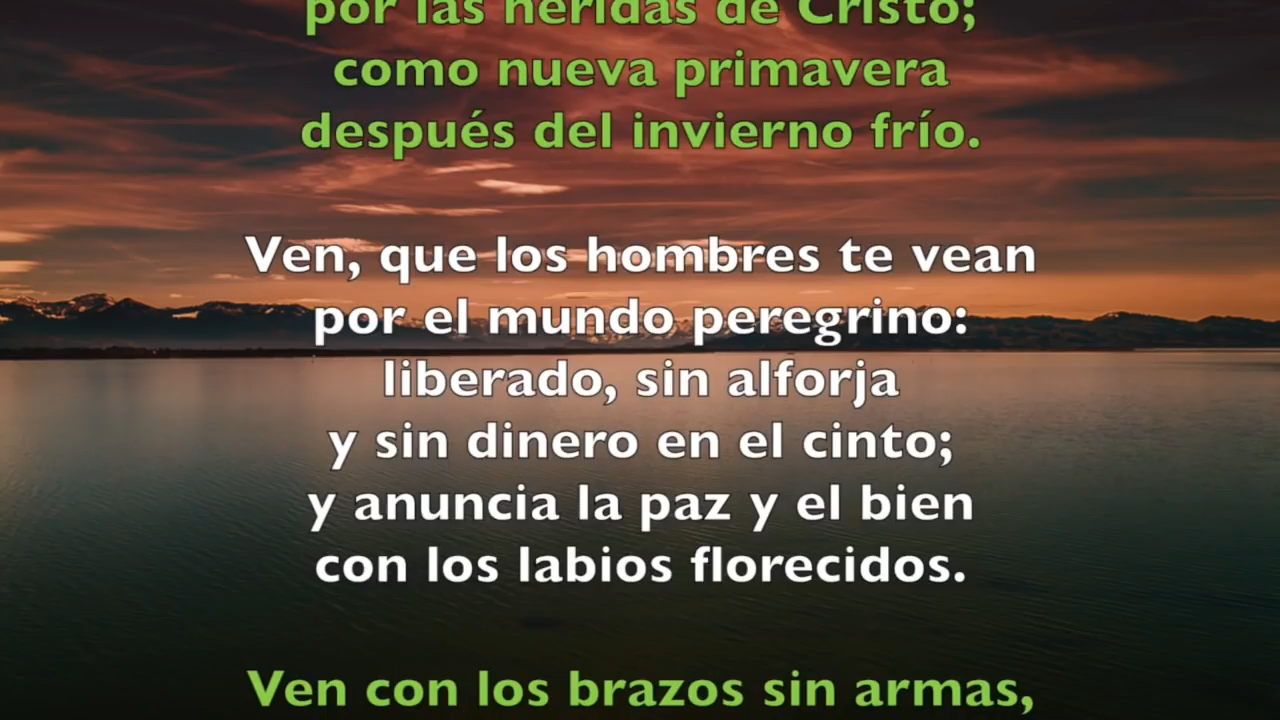 por las heridas de Cristo;
como nueva primavera
después del invierno frío.
Ven, que los hombres te vean
por el mundo peregrino:
liberado, sin alforja
y sin dinero en el cinto;
y anuncia la paz y el bien
con los labios florecidos.
Ven con los brazos sin armas,